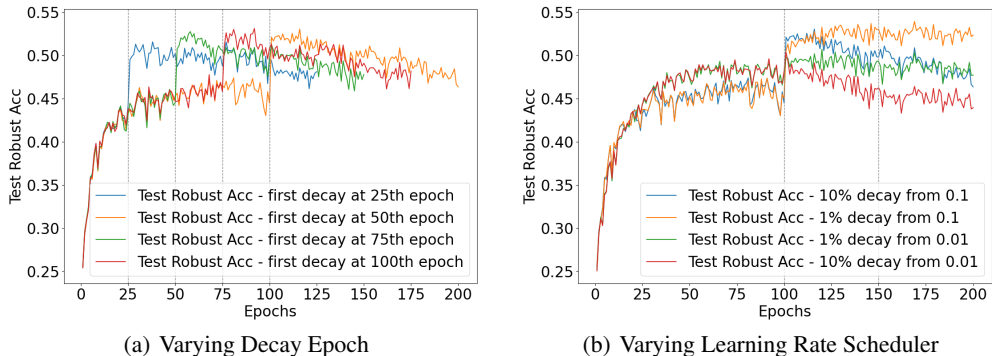 0.55
0.50
0.45
0.40
0.35
0.30
0.25
Test Robust Acc
Test Robust Acc - first decay at 25th epoch
Test Robust Acc - first decay at 50th epoch
Test Robust Acc - first decay at 75th epoch
Test Robust Acc - first decay at 100th epoch
0 25 50 75 100 125 150 175 200
Epochs
(a) Varying Decay Epoch
0.55
0.50
0.45
0.40
0.35
0.30
0.25
Test Robust Acc
Test Robust Acc - 10% decay from 0.1
Test Robust Acc - 1% decay from 0.1
Test Robust Acc - 1% decay from 0.01
Test Robust Acc - 10% decay from 0.01
0 25 50 75 100 125 150 175 200
Epochs
(b) Varying Learning Rate Scheduler